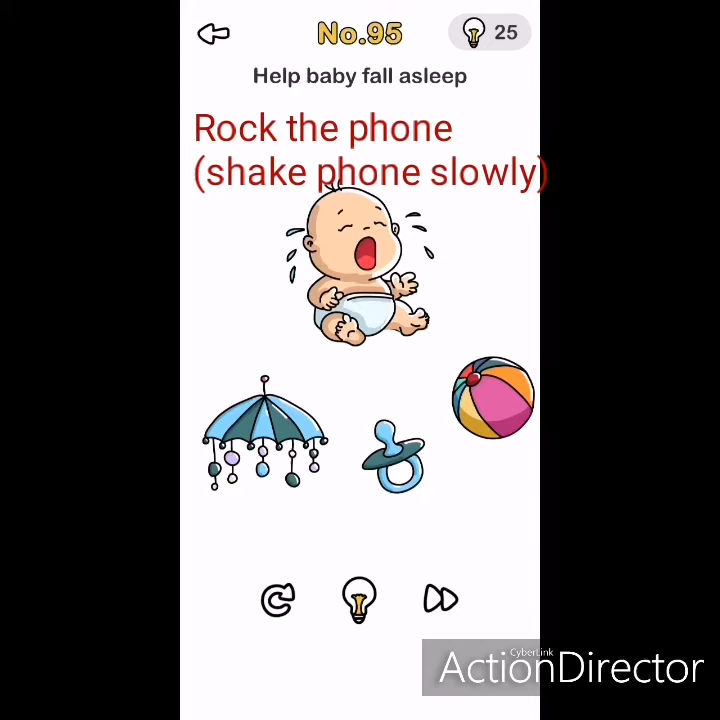 No.95
25
Help baby fall asleep
Rock the phone
(shake phone slowly)
CyberLink
ActionDirector